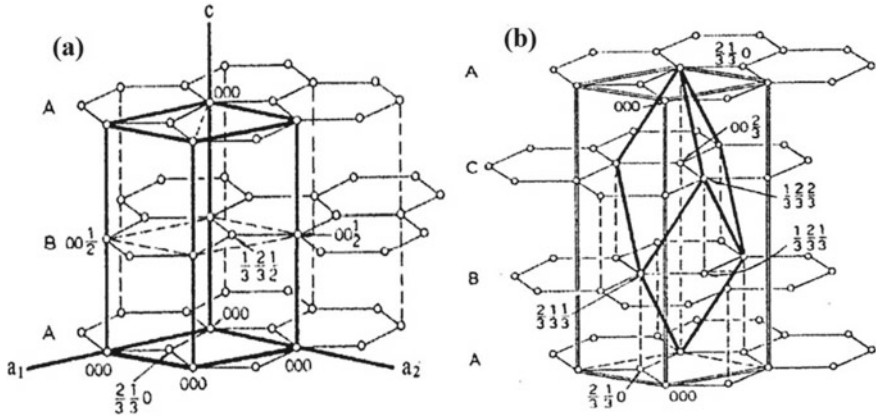 (a)
c
A
000
B
00 1/2
00 1/2
1/3 2/3 1/2
A
000
a₁
000
2/3 1/3 0
000
000
a₂
(b)
A
2/3 1/3 0
000
C
00 2/3
1/3 2/3 2/3
1/3 2/3 1/3
B
2/3 1/3 1/3
A
2/3 1/3 0
000